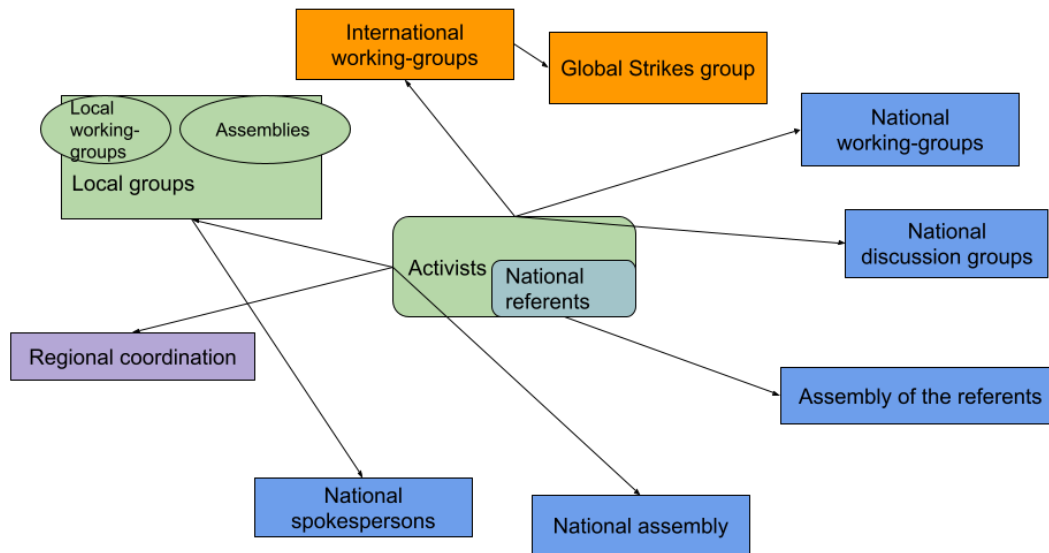 International
working-groups
Global Strikes group
Local
working-
groups
Assemblies
Local groups
National
working-groups
National
discussion groups
Activists
National
referents
Regional coordination
Assembly of the referents
National
spokespersons
National assembly